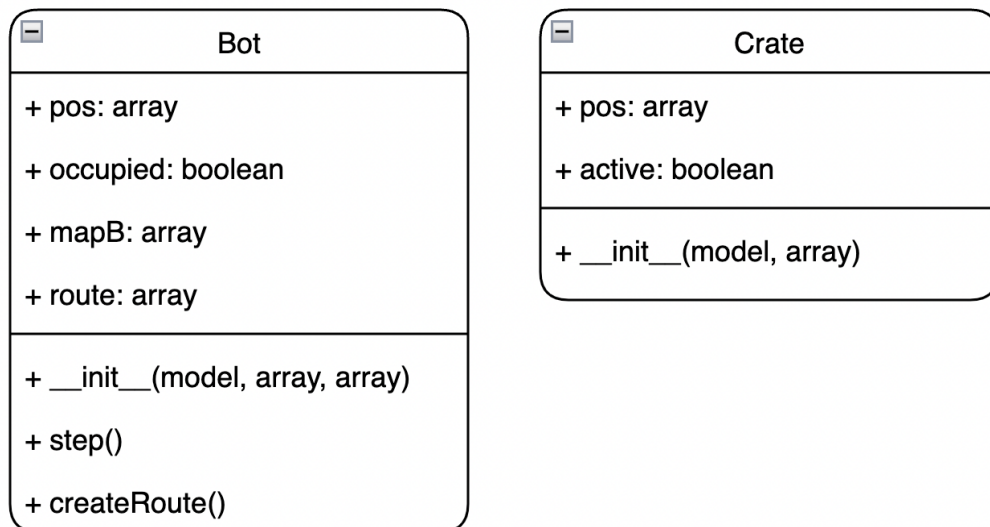 Bot
+ pos: array
+ occupied: boolean
+ mapB: array
+ route: array
+ __init__(model, array, array)
+ step()
+ createRoute()
Crate
+ pos: array
+ active: boolean
+ __init__(model, array)